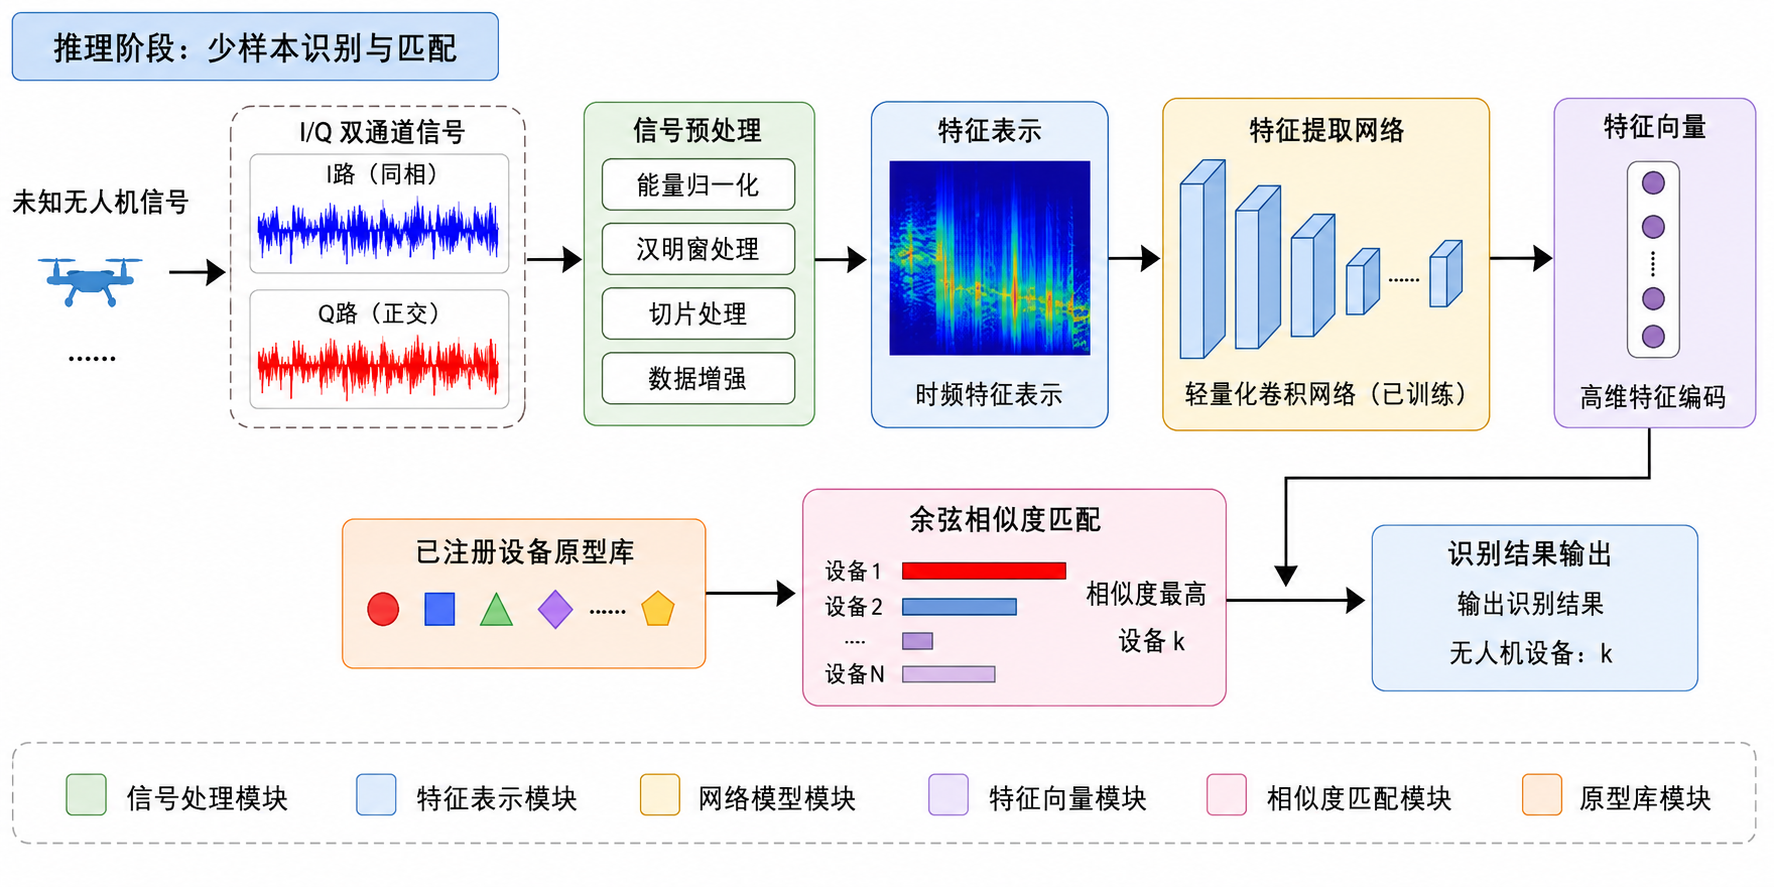 推理阶段：少样本识别与匹配
未知无人机信号
......
I/Q 双通道信号
I路（同相）
Q路（正交）
信号预处理
能量归一化
汉明窗处理
切片处理
数据增强
特征表示
时频特征表示
特征提取网络
......
轻量化卷积网络（已训练）
特征向量
高维特征编码
已注册设备原型库
......
余弦相似度匹配
设备1
设备2
....
设备N
相似度最高
设备 k
识别结果输出
输出识别结果
无人机设备：k
信号处理模块
特征表示模块
网络模型模块
特征向量模块
相似度匹配模块
原型库模块